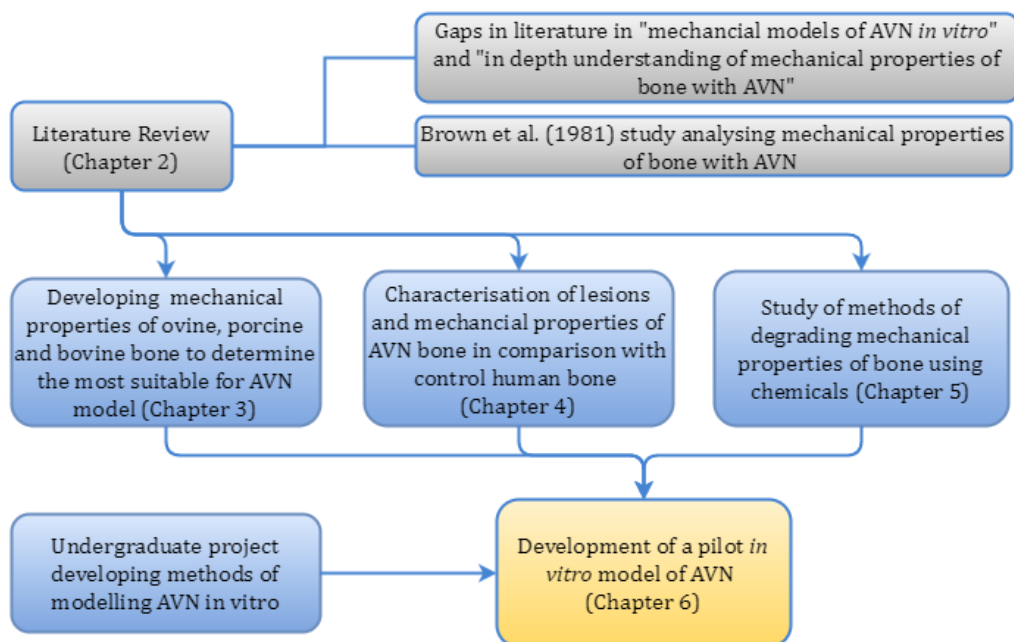 Gaps in literature in "mechancial models of AVN in vitro"
and "in depth understanding of mechanical properties of
bone with AVN"
Literature Review
(Chapter 2)
Brown et al. (1981) study analysing mechanical properties
of bone with AVN
Developing mechanical
properties of ovine, porcine
and bovine bone to determine
the most suitable for AVN
model (Chapter 3)
Characterisation of lesions
and mechancial properties of
AVN bone in comparison with
control human bone
(Chapter 4)
Study of methods of
degrading mechanical
properties of bone using
chemicals (Chapter 5)
Undergraduate project
developing methods of
modelling AVN in vitro
Development of a pilot in
vitro model of AVN
(Chapter 6)